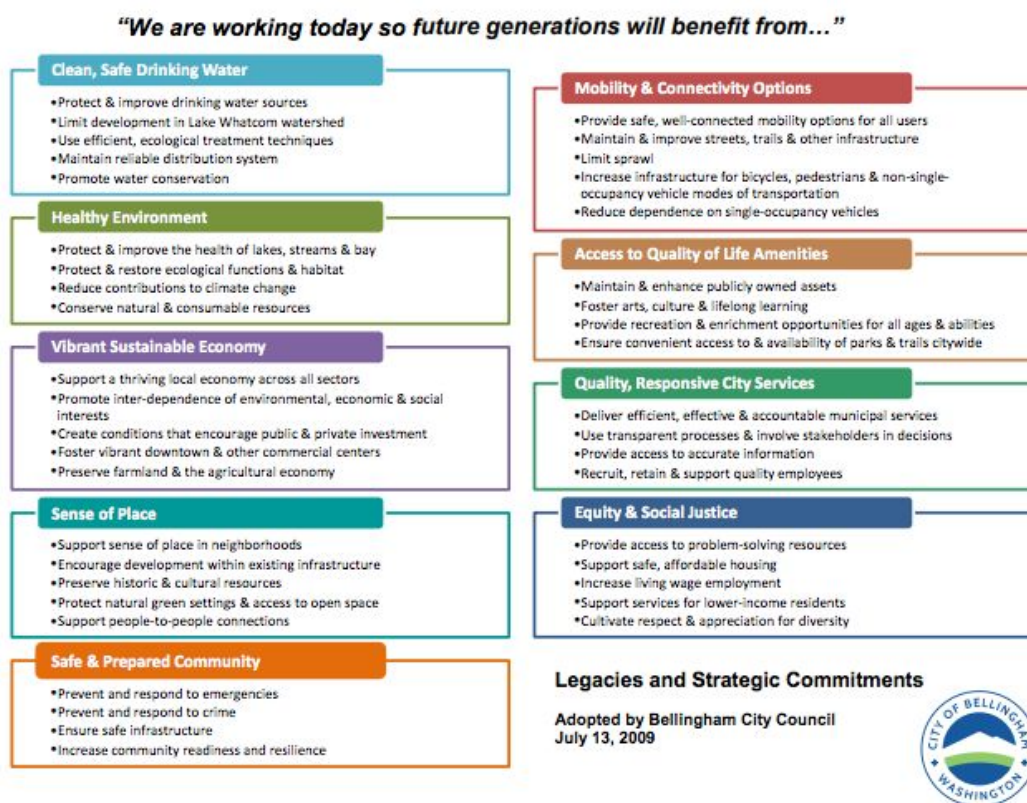 “We are working today so future generations will benefit from…”
Clean, Safe Drinking Water
•Protect & improve drinking water sources
•Limit development in Lake Whatcom watershed
•Use efficient, ecological treatment techniques
•Maintain reliable distribution system
•Promote water conservation
Healthy Environment
•Protect & improve the health of lakes, streams & bay
•Protect & restore ecological functions & habitat
•Reduce contributions to climate change
•Conserve natural & consumable resources
Vibrant Sustainable Economy
•Support a thriving local economy across all sectors
•Promote inter-dependence of environmental, economic & social
interests
•Create conditions that encourage public & private investment
•Foster vibrant downtown & other commercial centers
•Preserve farmland & the agricultural economy
Sense of Place
•Support sense of place in neighborhoods
•Encourage development within existing infrastructure
•Preserve historic & cultural resources
•Protect natural green settings & access to open space
•Support people-to-people connections
Safe & Prepared Community
•Prevent and respond to emergencies
•Prevent and respond to crime
•Ensure safe infrastructure
•Increase community readiness and resilience
Mobility & Connectivity Options
•Provide safe, well-connected mobility options for all users
•Maintain & improve streets, trails & other infrastructure
•Limit sprawl
•Increase infrastructure for bicycles, pedestrians & non-single-
occupancy vehicle modes of transportation
•Reduce dependence on single-occupancy vehicles
Access to Quality of Life Amenities
•Maintain & enhance publicly owned assets
•Foster arts, culture & lifelong learning
•Provide recreation & enrichment opportunities for all ages & abilities
•Ensure convenient access to & availability of parks & trails citywide
Quality, Responsive City Services
•Deliver efficient, effective & accountable municipal services
•Use transparent processes & involve stakeholders in decisions
•Provide access to accurate information
•Recruit, retain & support quality employees
Equity & Social Justice
•Provide access to problem-solving resources
•Support safe, affordable housing
•Increase living wage employment
•Support services for lower-income residents
•Cultivate respect & appreciation for diversity
Legacies and Strategic Commitments
Adopted by Bellingham City Council
July 13, 2009
CITY OF BELLINGHAM
WASHINGTON